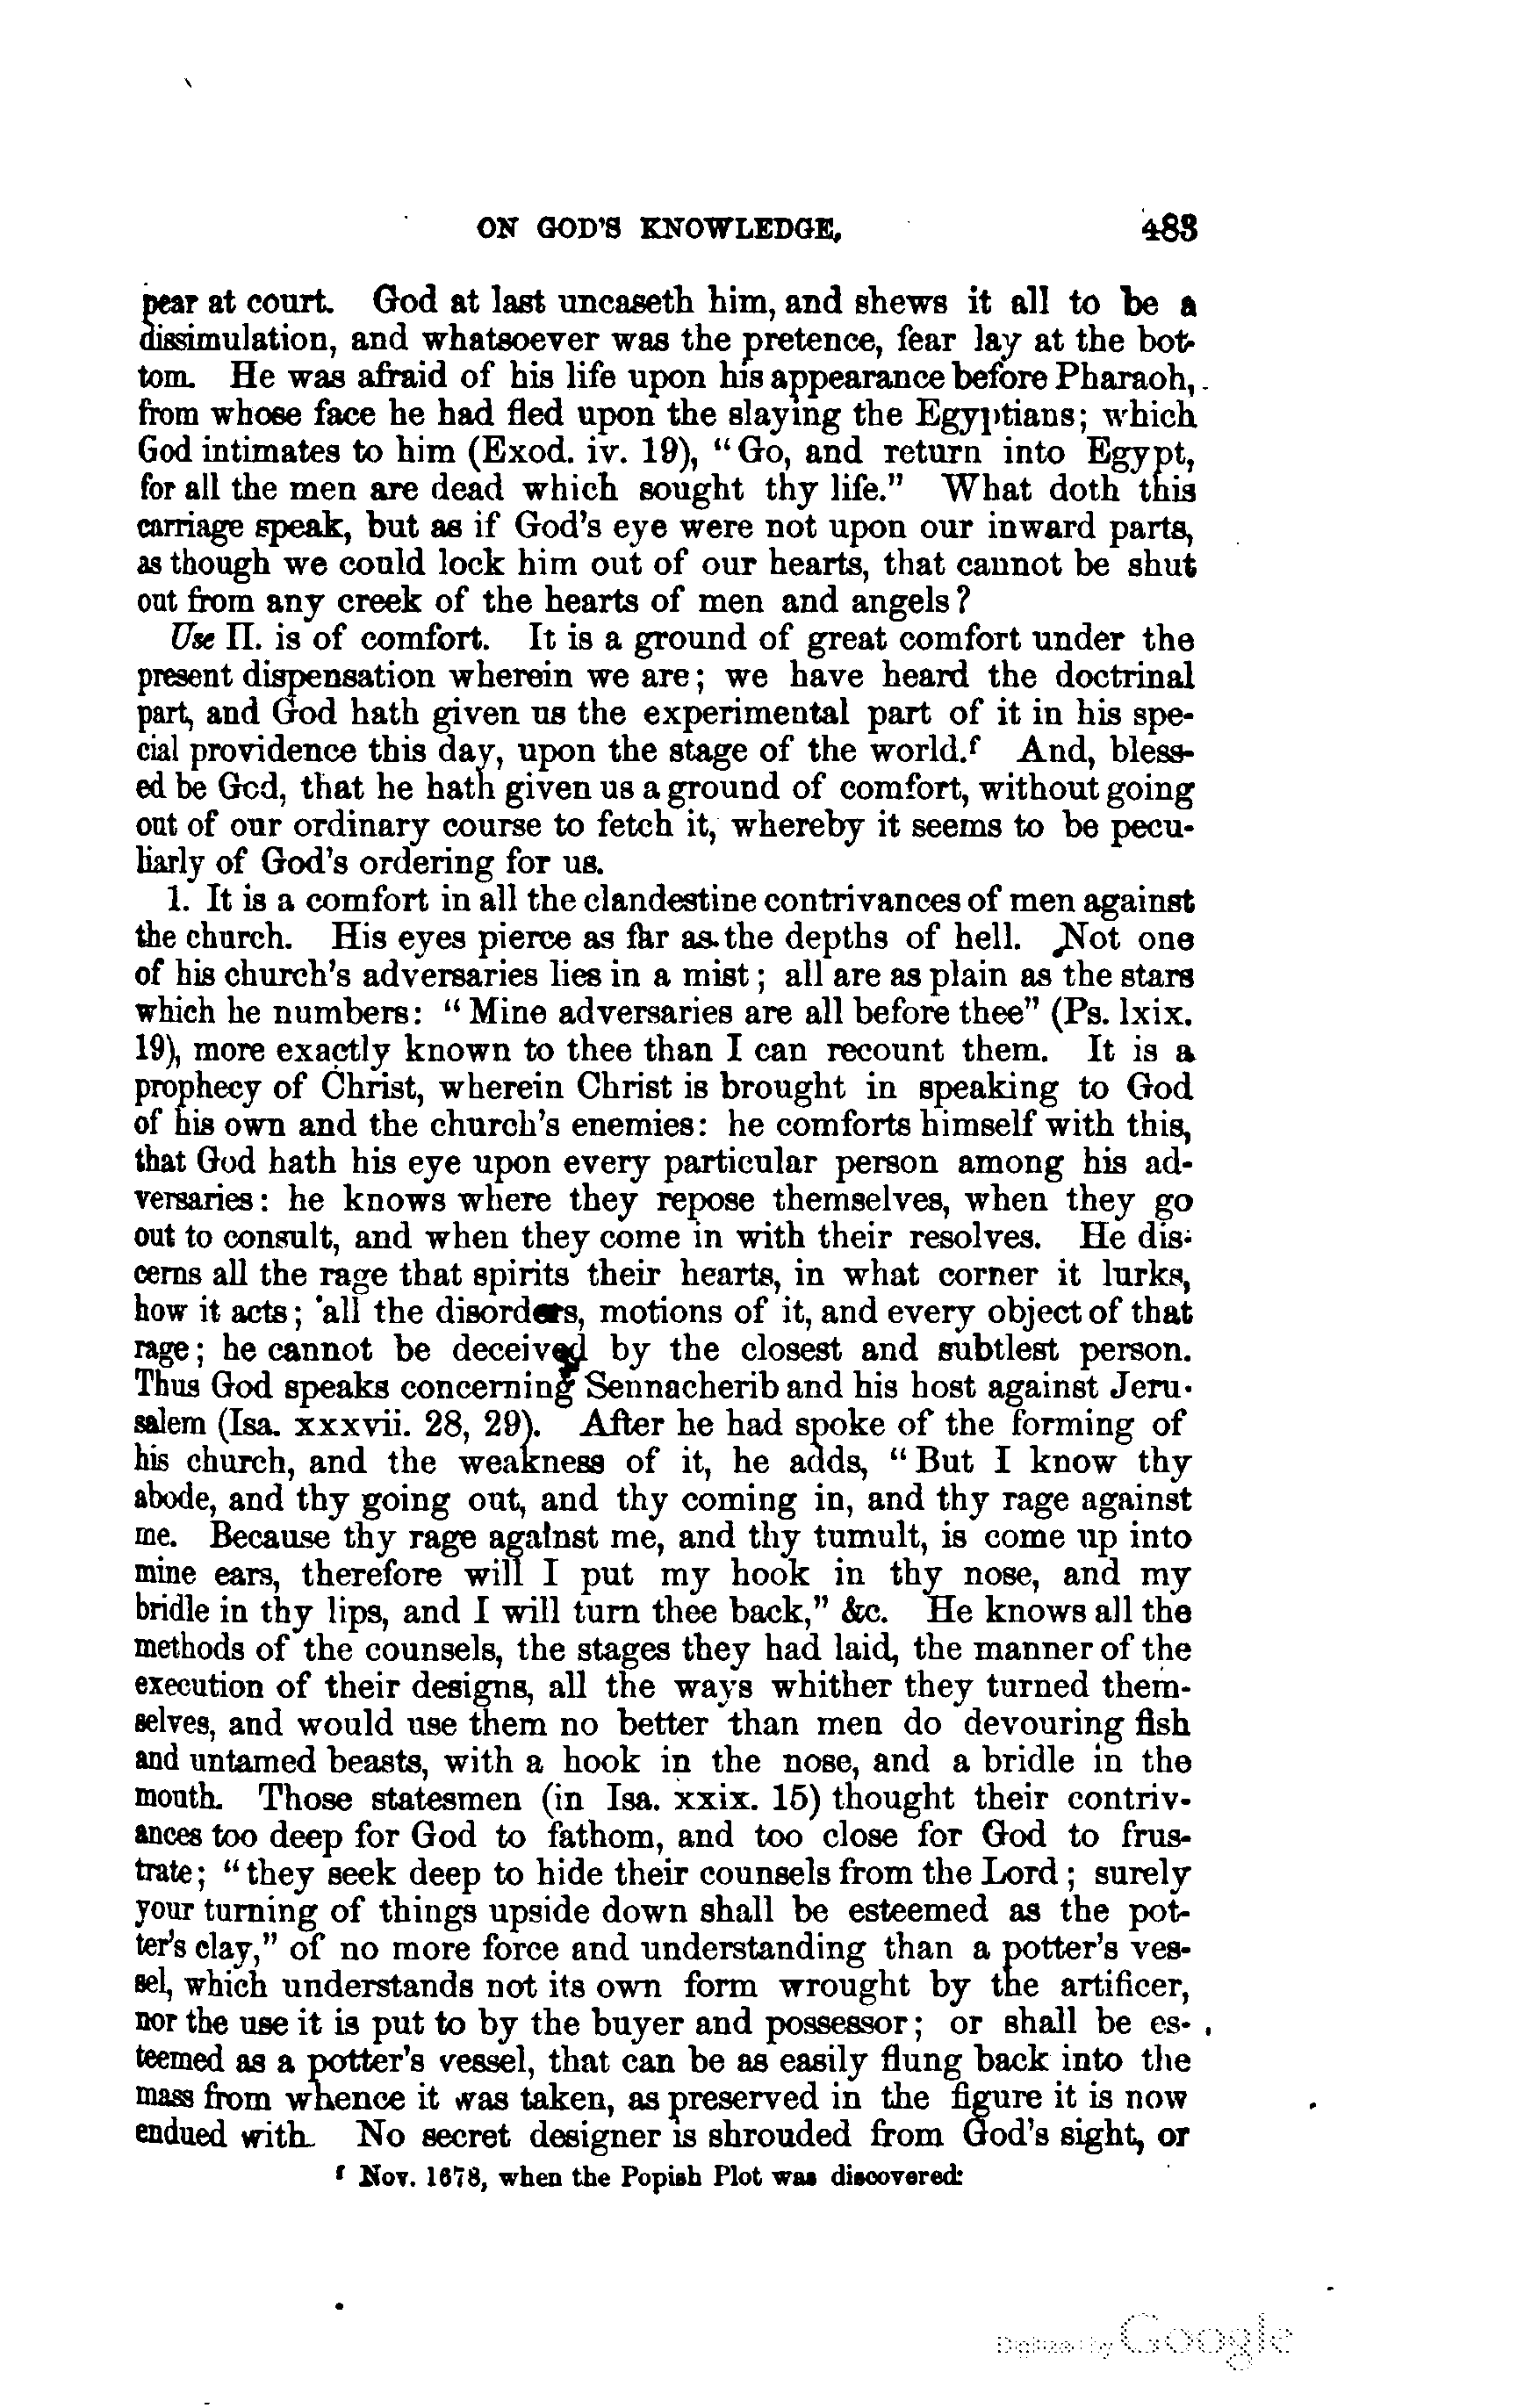 ON GOD'S KNOWLEDGE, 483
pear at court. God at last uncaseth him, and shews it all to be a
dissimulation, and whatsoever was the pretence, fear lay at the bot-
tom. He was afraid of his life upon his appearance before Pharaoh,
from whose face he had fled upon the slaying the Egyptians; which
God intimates to him (Exod. iv. 19), "Go, and return into Egypt,
for all the men are dead which sought thy life." What doth this
carriage speak, but as if God's eye were not upon our inward parts,
as though we could lock him out of our hearts, that cannot be shut
out from any creek of the hearts of men and angels?
Use II. is of comfort. It is a ground of great comfort under the
present dispensation wherein we are; we have heard the doctrinal
part, and God hath given us the experimental part of it in his spe-
cial providence this day, upon the stage of the world.f And, bless-
ed be God, that he hath given us a ground of comfort, without going
out of our ordinary course to fetch it, whereby it seems to be pecu-
liarly of God's ordering for us.
1. It is a comfort in all the clandestine contrivances of men against
the church. His eyes pierce as far as the depths of hell. Not one
of his church's adversaries lies in a mist; all are as plain as the stars
which he numbers: "Mine adversaries are all before thee" (Ps. lxix.
19), more exactly known to thee than I can recount them. It is a
prophecy of Christ, wherein Christ is brought in speaking to God
of his own and the church's enemies: he comforts himself with this,
that God hath his eye upon every particular person among his ad-
versaries: he knows where they repose themselves, when they go
out to consult, and when they come in with their resolves. He dis-
cerns all the rage that spirits their hearts, in what corner it lurks,
how it acts; all the disorders, motions of it, and every object of that
rage; he cannot be deceived by the closest and subtlest person.
Thus God speaks concerning Sennacherib and his host against Jeru-
salem (Isa. xxxvii. 28, 29). After he had spoke of the forming of
his church, and the weakness of it, he adds, "But I know thy
abode, and thy going out, and thy coming in, and thy rage against
me. Because thy rage against me, and thy tumult, is come up into
mine ears, therefore will I put my hook in thy nose, and my
bridle in thy lips, and I will turn thee back," &c. He knows all the
methods of the counsels, the stages they had laid, the manner of the
execution of their designs, all the ways whither they turned them-
selves, and would use them no better than men do devouring fish
and untamed beasts, with a hook in the nose, and a bridle in the
mouth. Those statesmen (in Isa. xxix. 15) thought their contriv-
ances too deep for God to fathom, and too close for God to frus-
trate; "they seek deep to hide their counsels from the Lord; surely
your turning of things upside down shall be esteemed as the pot-
ter's clay," of no more force and understanding than a potter's ves-
sel, which understands not its own form wrought by the artificer,
nor the use it is put to by the buyer and possessor; or shall be es-
teemed as a potter's vessel, that can be as easily flung back into the
mass from whence it was taken, as preserved in the figure it is now
endued with. No secret designer is shrouded from God's sight, or
f Nov. 1678, when the Popish Plot was discovered:
Digitized by Google